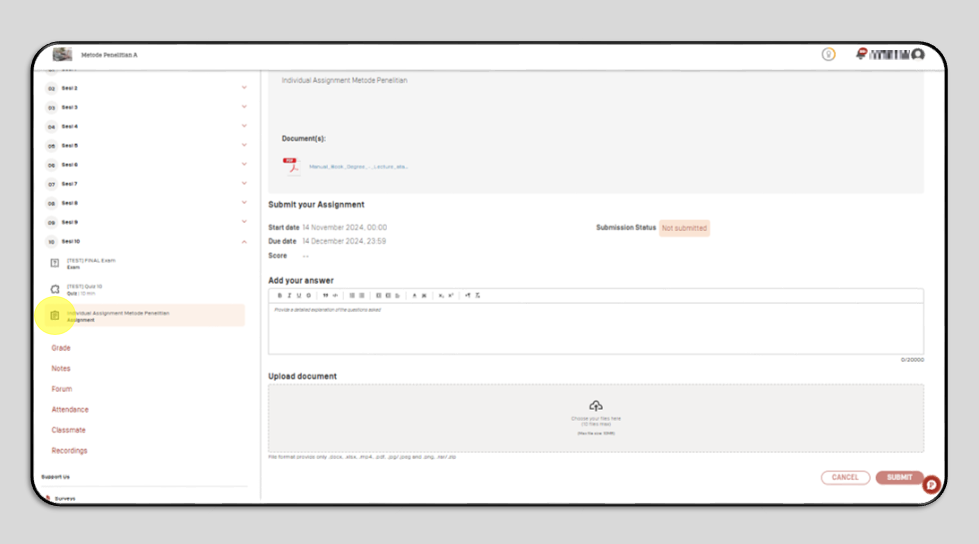 Metode Penelitian A
02 Sesi 2
03 Sesi 3
04 Sesi 4
05 Sesi 5
06 Sesi 6
07 Sesi 7
08 Sesi 8
09 Sesi 9
10 Sesi 10
[TEST] FINAL Exam
Exam
[TEST] Quiz 10
Quiz | 10 min
Individual Assignment Metode Penelitian
Assignment
Grade
Notes
Forum
Attendance
Classmate
Recordings
Support Us
Surveys
Individual Assignment Metode Penelitian
Document(s):
PDF
Manual_Book_Degree_-_Lecture_ate...
Submit your Assignment
Start date 14 November 2024, 00:00
Submission Status Not submitted
Due date 14 December 2024, 23:59
Score --
Add your answer
Provide a detailed explanation of the questions asked
0/20000
Upload document
Choose your files here
(10 files max)
(Max file size 10MB)
File format provide only .docx, .xlsx, .mp4, .pdf, .jpg/.jpeg and .png, .rar/.zip
CANCEL
SUBMIT